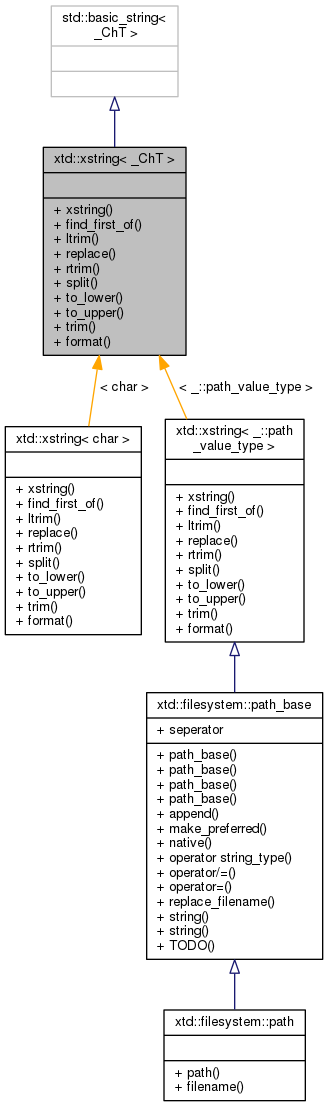 std::basic_string<
_ChT >
xtd::xstring< _ChT >
+ xstring()
+ find_first_of()
+ ltrim()
+ replace()
+ rtrim()
+ split()
+ to_lower()
+ to_upper()
+ trim()
+ format()
< char >
< _::path_value_type >
xtd::xstring< char >
+ xstring()
+ find_first_of()
+ ltrim()
+ replace()
+ rtrim()
+ split()
+ to_lower()
+ to_upper()
+ trim()
+ format()
xtd::xstring< _::path
_value_type >
+ xstring()
+ find_first_of()
+ ltrim()
+ replace()
+ rtrim()
+ split()
+ to_lower()
+ to_upper()
+ trim()
+ format()
xtd::filesystem::path_base
+ seperator
+ path_base()
+ path_base()
+ path_base()
+ path_base()
+ append()
+ make_preferred()
+ native()
+ operator string_type()
+ operator/=()
+ operator=()
+ replace_filename()
+ string()
+ string()
+ TODO()
xtd::filesystem::path
+ path()
+ filename()